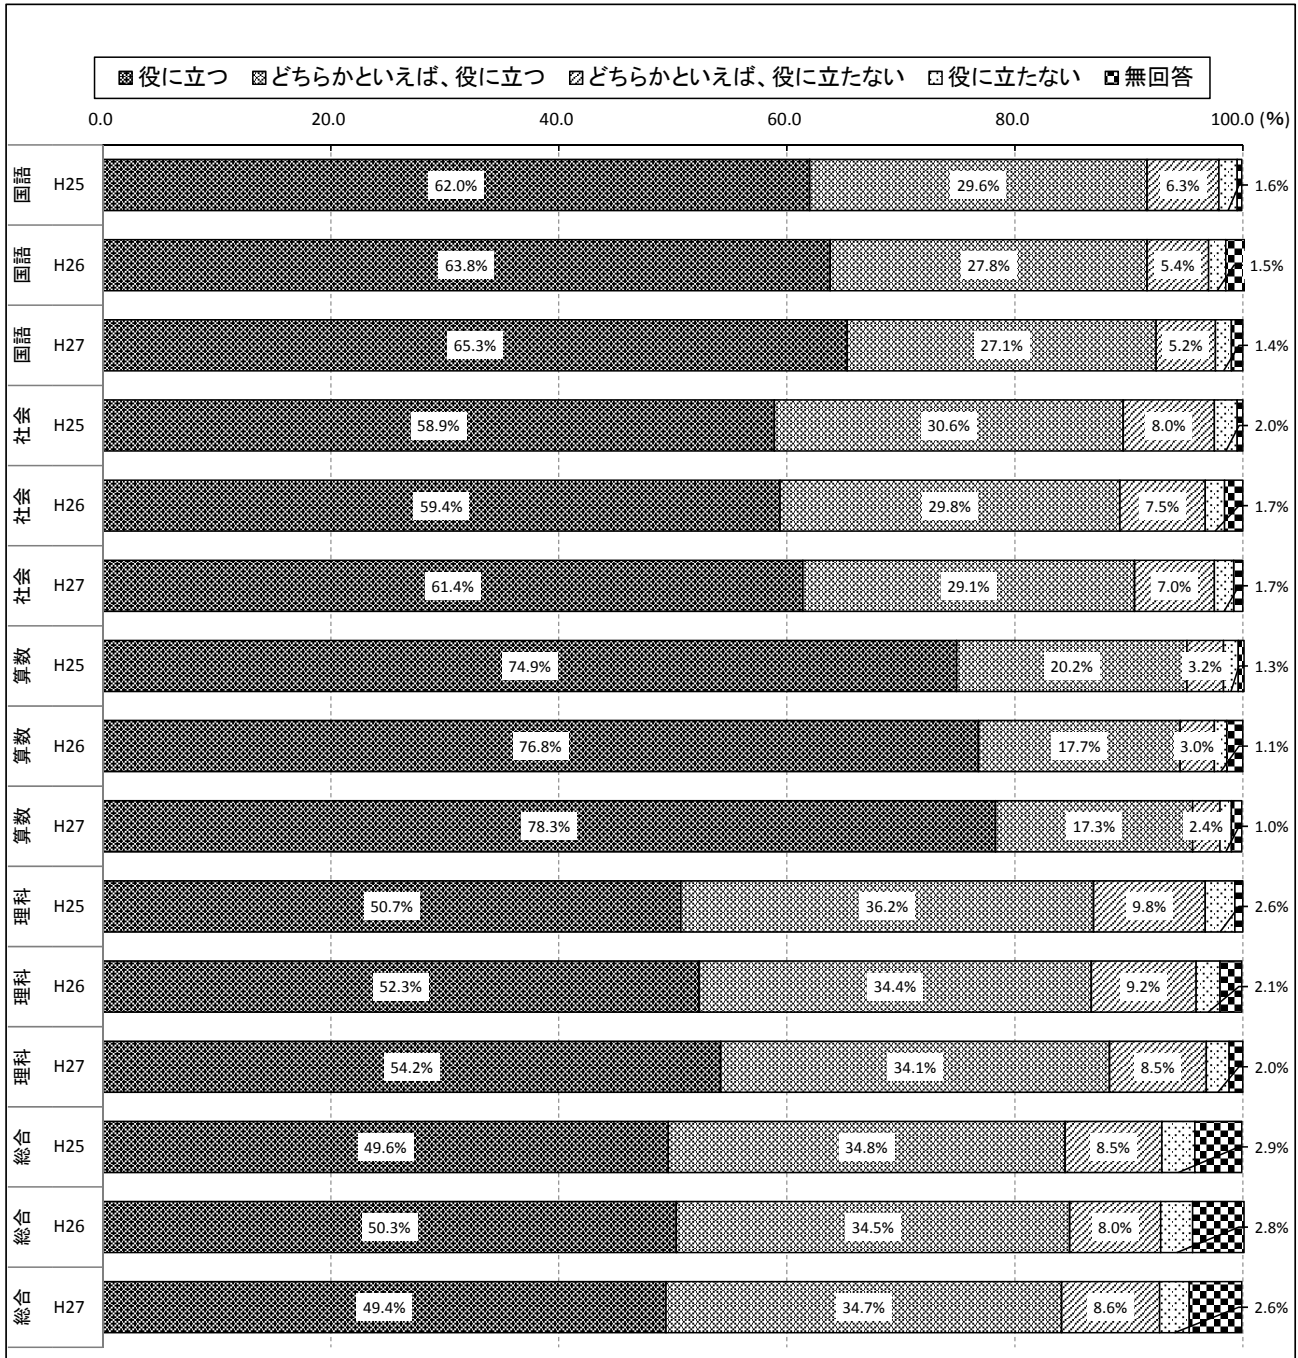 役に立つ どちらかといえば、役に立つ どちらかといえば、役に立たない 役に立たない 無回答
0.0 20.0 40.0 60.0 80.0 100.0 (%)
国語 H25 62.0% 29.6% 6.3% 1.6%
国語 H26 63.8% 27.8% 5.4% 1.5%
国語 H27 65.3% 27.1% 5.2% 1.4%
社会 H25 58.9% 30.6% 8.0% 2.0%
社会 H26 59.4% 29.8% 7.5% 1.7%
社会 H27 61.4% 29.1% 7.0% 1.7%
算数 H25 74.9% 20.2% 3.2% 1.3%
算数 H26 76.8% 17.7% 3.0% 1.1%
算数 H27 78.3% 17.3% 2.4% 1.0%
理科 H25 50.7% 36.2% 9.8% 2.6%
理科 H26 52.3% 34.4% 9.2% 2.1%
理科 H27 54.2% 34.1% 8.5% 2.0%
総合 H25 49.6% 34.8% 8.5% 2.9%
総合 H26 50.3% 34.5% 8.0% 2.8%
総合 H27 49.4% 34.7% 8.6% 2.6%